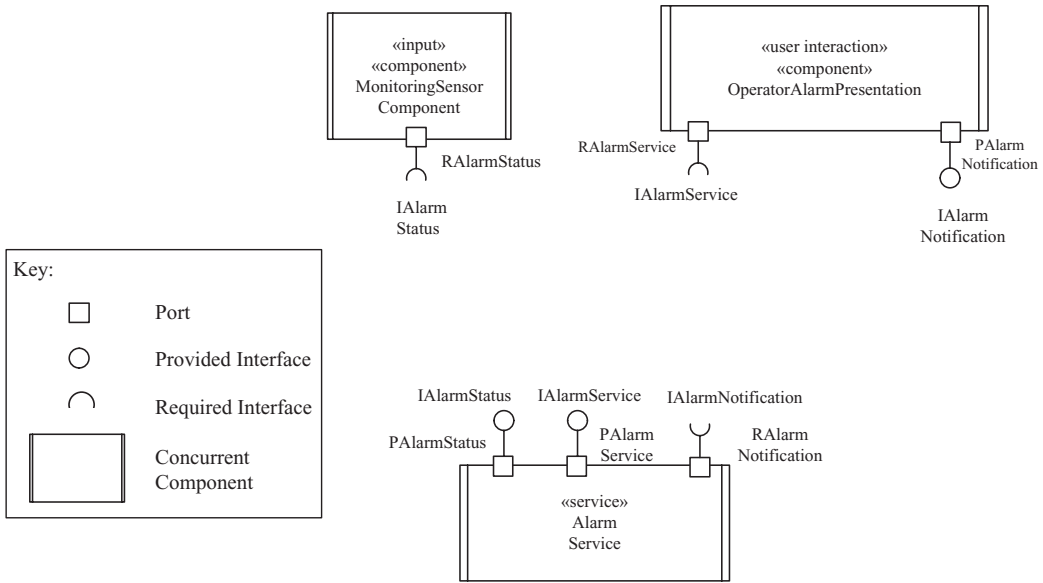 «input»
«component»
MonitoringSensor
Component
RAlarmStatus
IAlarm
Status
«user interaction»
«component»
OperatorAlarmPresentation
RAlarmService
IAlarmService
PAlarm
Notification
IAlarm
Notification
Key:
Port
Provided Interface
Required Interface
Concurrent
Component
IAlarmStatus
IAlarmService
IAlarmNotification
PAlarmStatus
PAlarm
Service
RAlarm
Notification
«service»
Alarm
Service